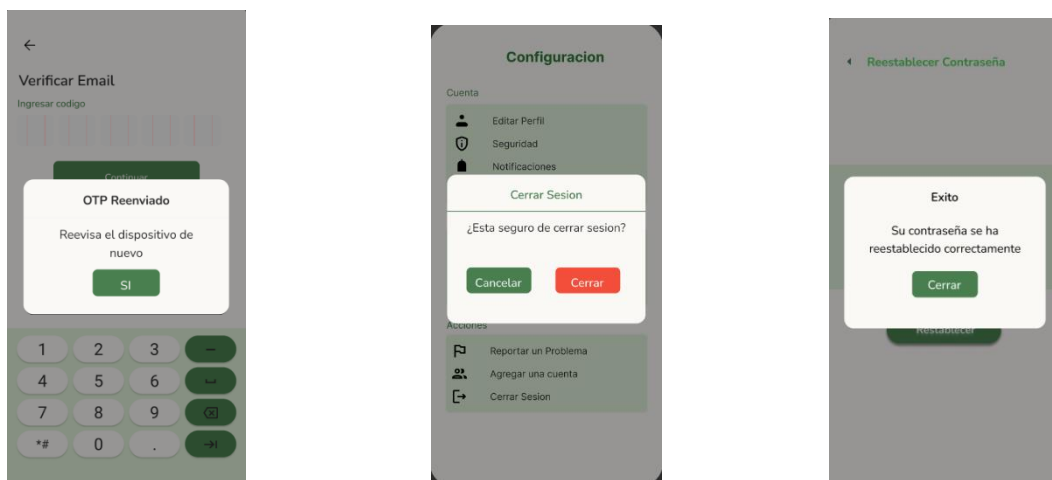 Verificar Email
Ingresar codigo
Continuar
OTP Reenviado
Reevisa el dispositivo de
nuevo
SI
1 2 3 –
4 5 6
7 8 9
*# 0 .
Configuracion
Cuenta
Editar Perfil
Seguridad
Notificaciones
Cerrar Sesion
¿Esta seguro de cerrar sesion?
Cancelar Cerrar
Acciones
Reportar un Problema
Agregar una cuenta
Cerrar Sesion
Reestablecer Contraseña
Exito
Su contraseña se ha
reestablecido correctamente
Cerrar
Restablecer